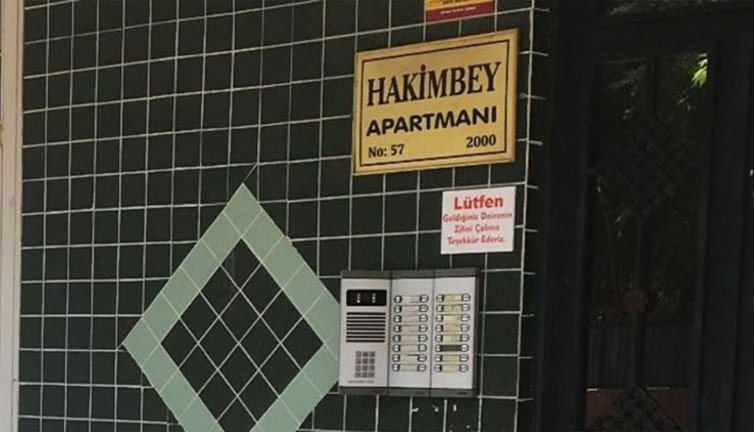 HAKİMBEY
APARTMANI
No: 57 2000
Lütfen
Geldiğiniz Dairenin
Zilini Çalınız
Teşekkür Ederiz.